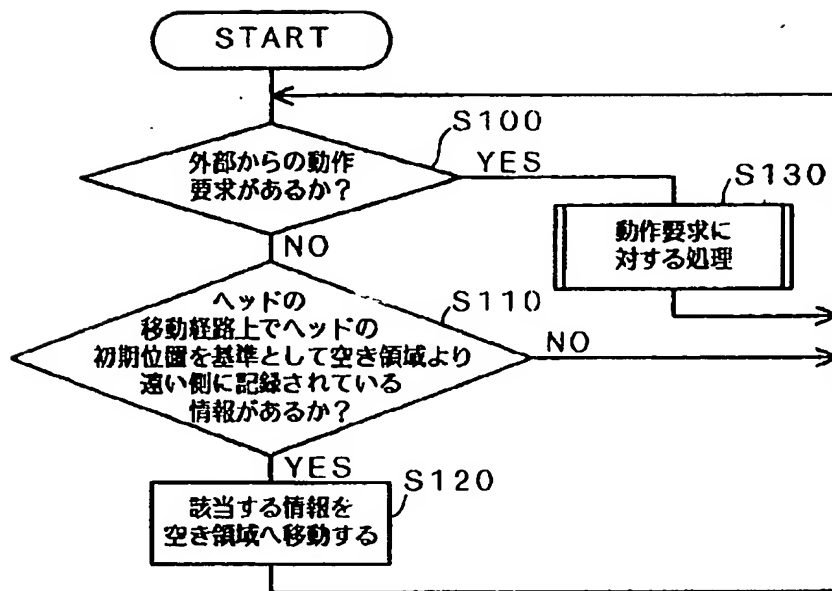 START
S100
外部からの動作
要求があるか?
YES
S130
動作要求に
対する処理
NO
S110
ヘッドの
移動経路上でヘッドの
初期位置を基準として空き領域より
遠い側に記録されている
情報があるか?
NO
YES
S120
該当する情報を
空き領域へ移動する